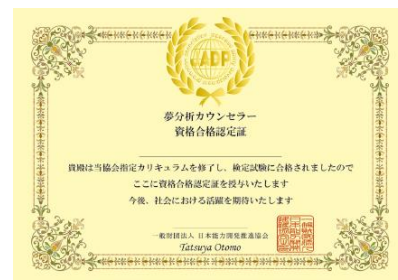 JADP
夢分析カウンセラー
資格合格認定証
貴殿は当協会指定カリキュラムを修了し、検定試験に合格されましたので
ここに資格合格認定証を授与いたします
今後、社会における活躍を期待いたします
一般財団法人 日本能力開発推進協会
Tatsuya Otomo